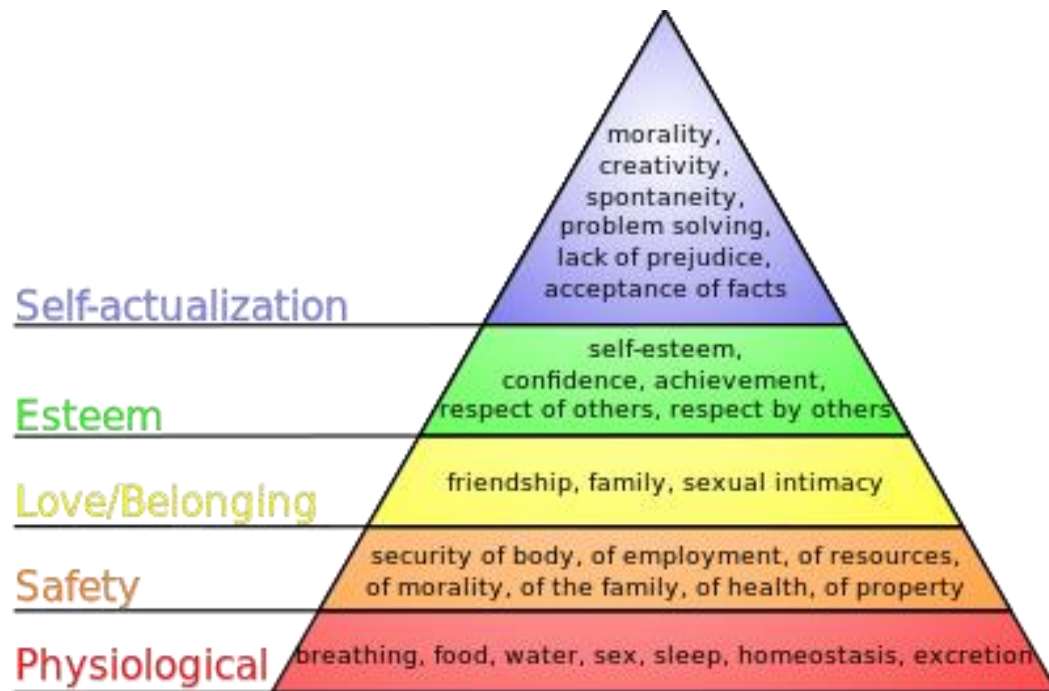 morality,
creativity,
spontaneity,
problem solving,
lack of prejudice,
acceptance of facts
Self-actualization
self-esteem,
confidence, achievement,
respect of others, respect by others
Esteem
friendship, family, sexual intimacy
Love/Belonging
security of body, of employment, of resources,
of morality, of the family, of health, of property
Safety
breathing, food, water, sex, sleep, homeostasis, excretion
Physiological